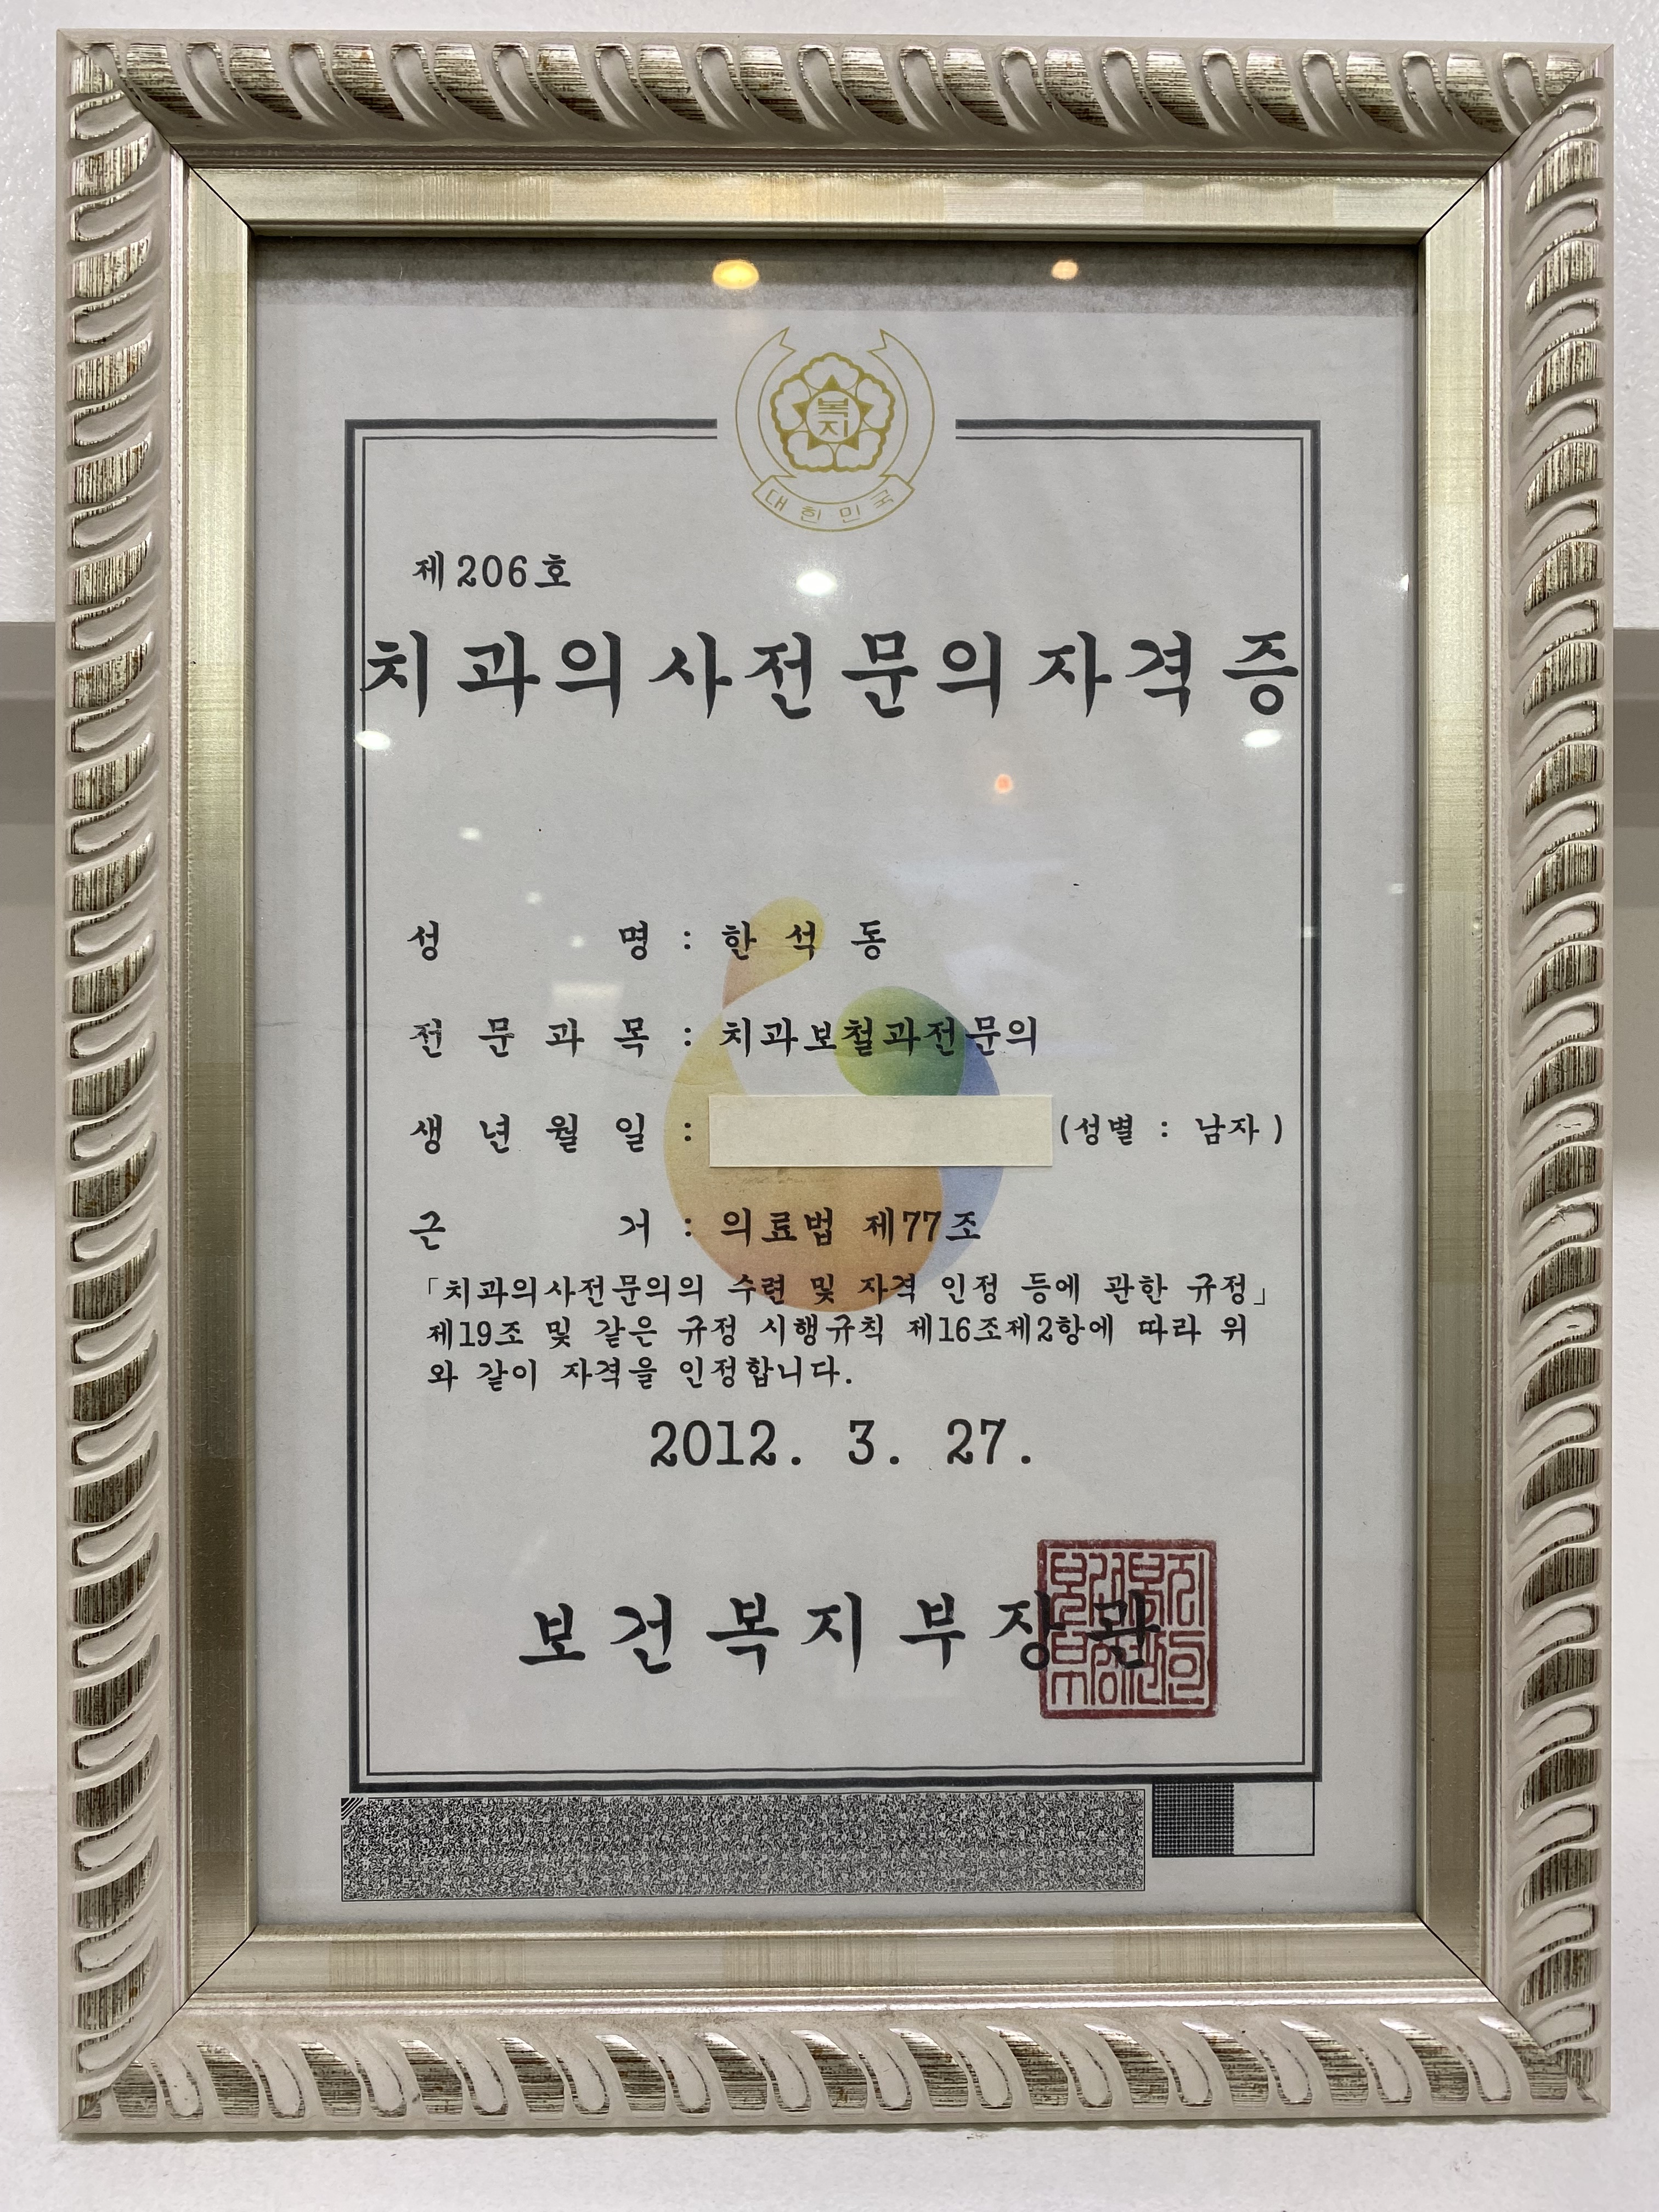 복지
대한민국
제206호
치과의사전문의자격증
성 명 : 한 석 동
전 문 과 목 : 치과보철과전문의
생 년 월 일 : (성별 : 남자)
근 거 : 의료법 제77조
「치과의사전문의의 수련 및 자격 인정 등에 관한 규정」
제19조 및 같은 규정 시행규칙 제16조제2항에 따라 위
와 같이 자격을 인정합니다.
2012. 3. 27.
보건복지부장관